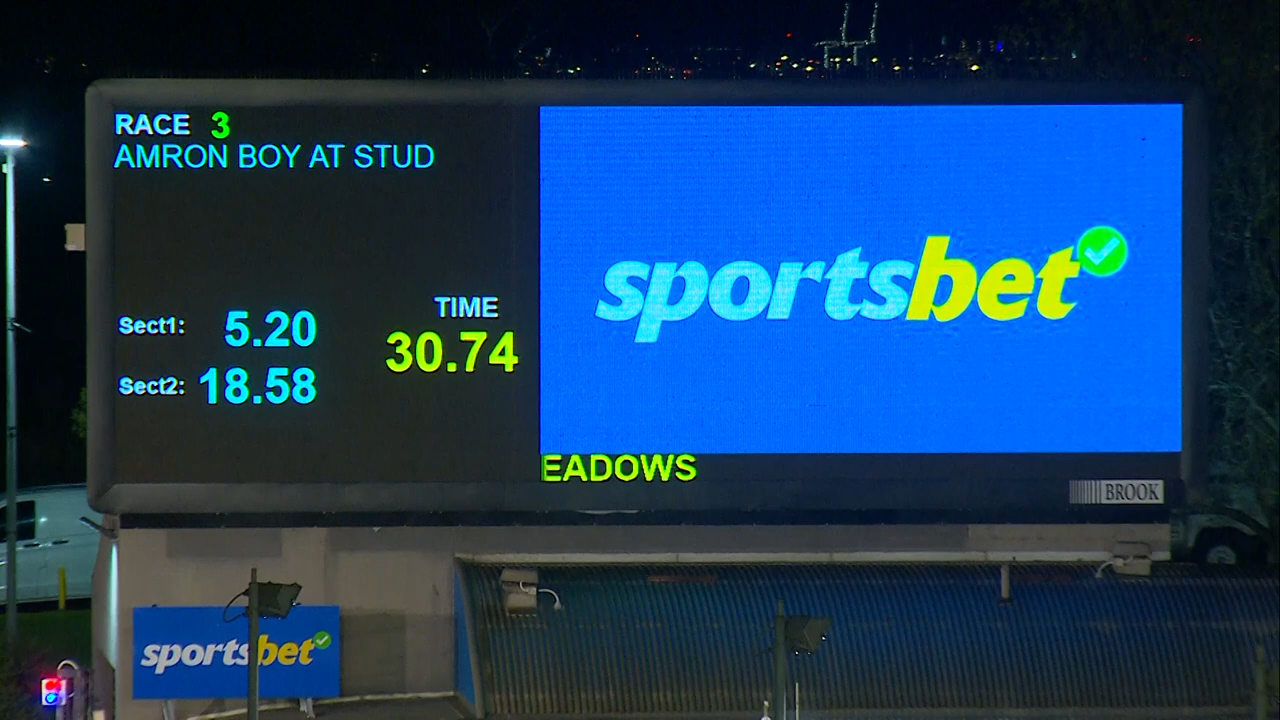 RACE 3
AMRON BOY AT STUD
Sect1: 5.20
TIME
30.74
Sect2: 18.58
sportsbet
EADOWS
BROOK
sportsbet